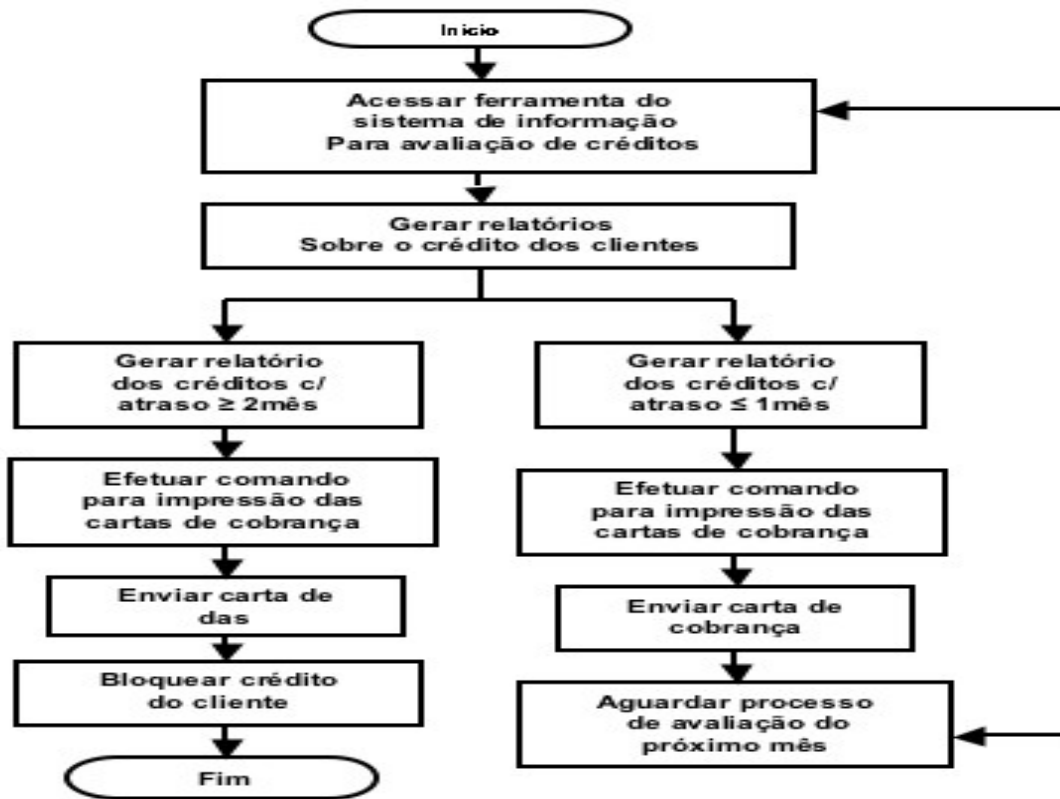 Inicio
Acessar ferramenta do
sistema de informação
Para avaliação de créditos
Gerar relatórios
Sobre o crédito dos clientes
Gerar relatório
dos créditos c/
atraso ≥ 2mês
Efetuar comando
para impressão das
cartas de cobrança
Enviar carta de
das
Bloquear crédito
do cliente
Fim
Gerar relatório
dos créditos c/
atraso ≤ 1mês
Efetuar comando
para impressão das
cartas de cobrança
Enviar carta de
cobrança
Aguardar processo
de avaliação do
próximo mês